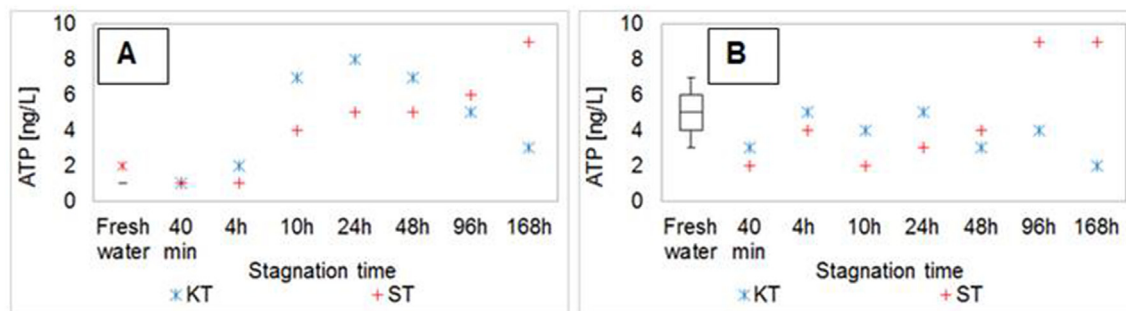 A
10
8
6
4
2
0
ATP [ng/L]
Fresh water 40 min 4h 10h 24h 48h 96h 168h
Stagnation time
KT ST
B
10
8
6
4
2
0
ATP [ng/L]
Fresh water 40 min 4h 10h 24h 48h 96h 168h
Stagnation time
KT ST